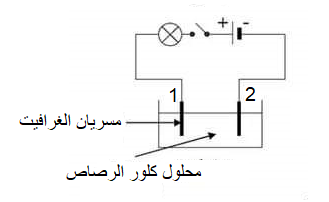 + -
1 2
مسريان الغرافيت
محلول كلور الرصاص